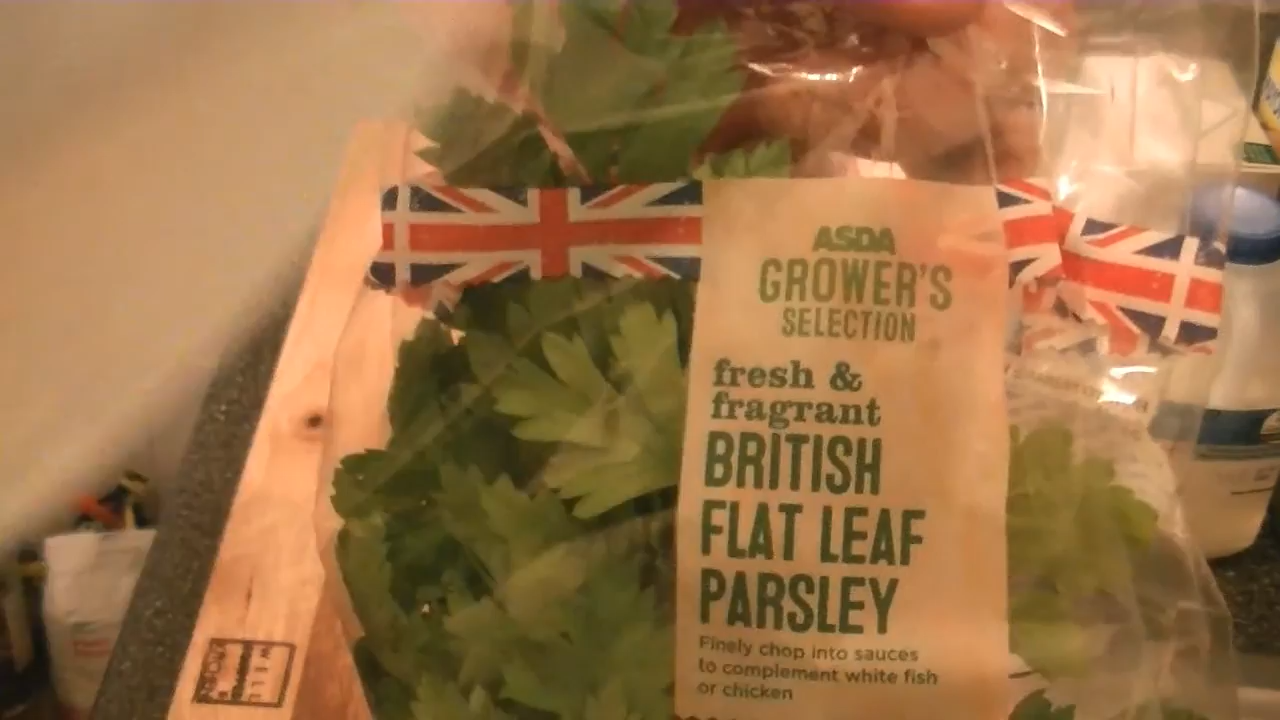 ASDA
GROWER'S
SELECTION
fresh &
fragrant
BRITISH
FLAT LEAF
PARSLEY
Finely chop into sauces
to complement white fish
or chicken